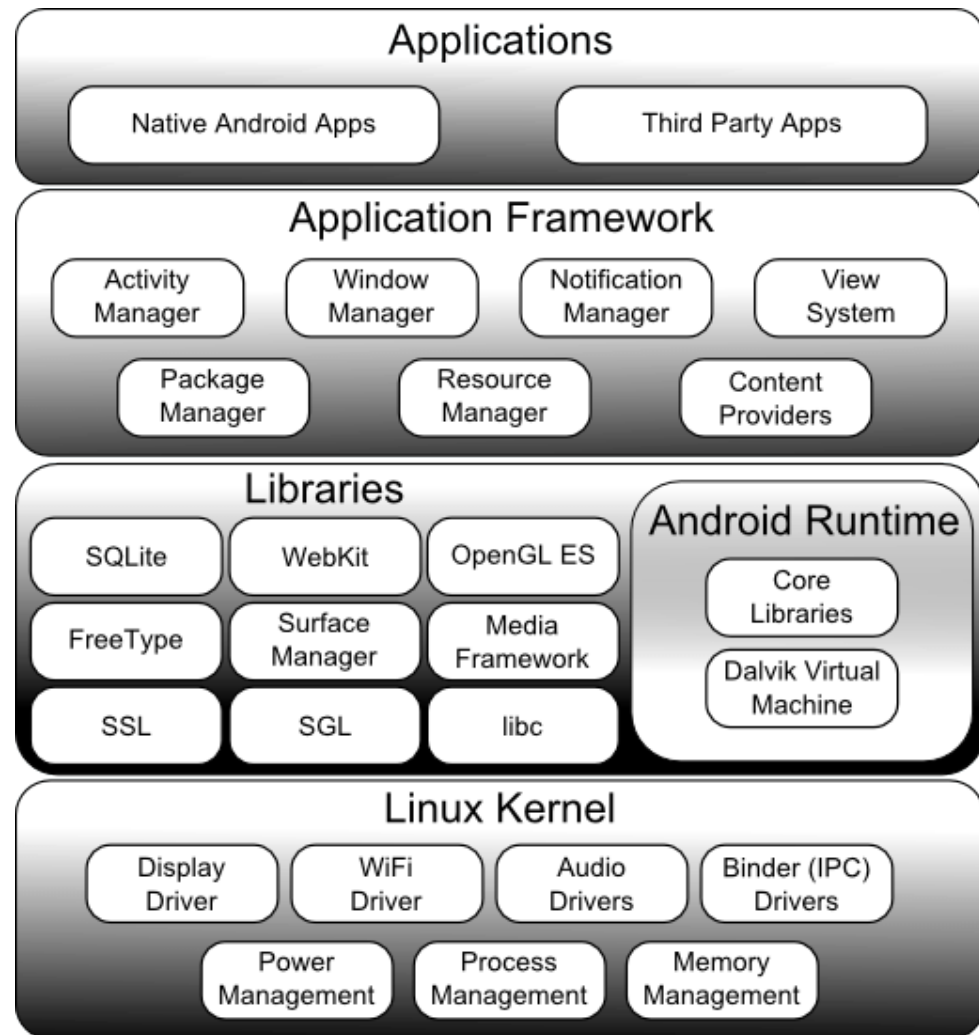 Applications
Native Android Apps
Third Party Apps
Application Framework
Activity
Manager
Window
Manager
Notification
Manager
View
System
Package
Manager
Resource
Manager
Content
Providers
Libraries
SQLite
WebKit
OpenGL ES
FreeType
Surface
Manager
Media
Framework
SSL
SGL
libc
Android Runtime
Core
Libraries
Dalvik Virtual
Machine
Linux Kernel
Display
Driver
WiFi
Driver
Audio
Drivers
Binder (IPC)
Drivers
Power
Management
Process
Management
Memory
Management